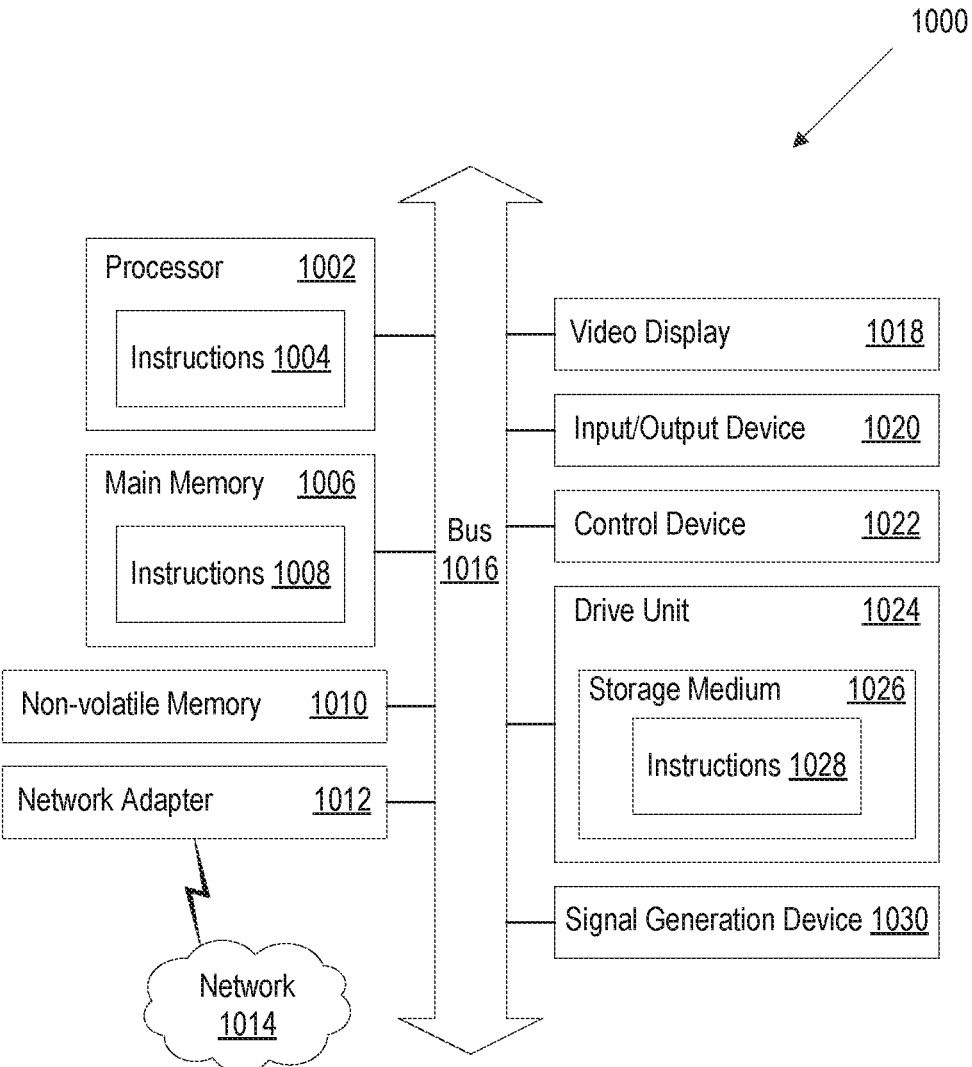 1000
Processor 1002
Instructions 1004
Main Memory 1006
Instructions 1008
Non-volatile Memory 1010
Network Adapter 1012
Network
1014
Bus
1016
Video Display 1018
Input/Output Device 1020
Control Device 1022
Drive Unit 1024
Storage Medium 1026
Instructions 1028
Signal Generation Device 1030